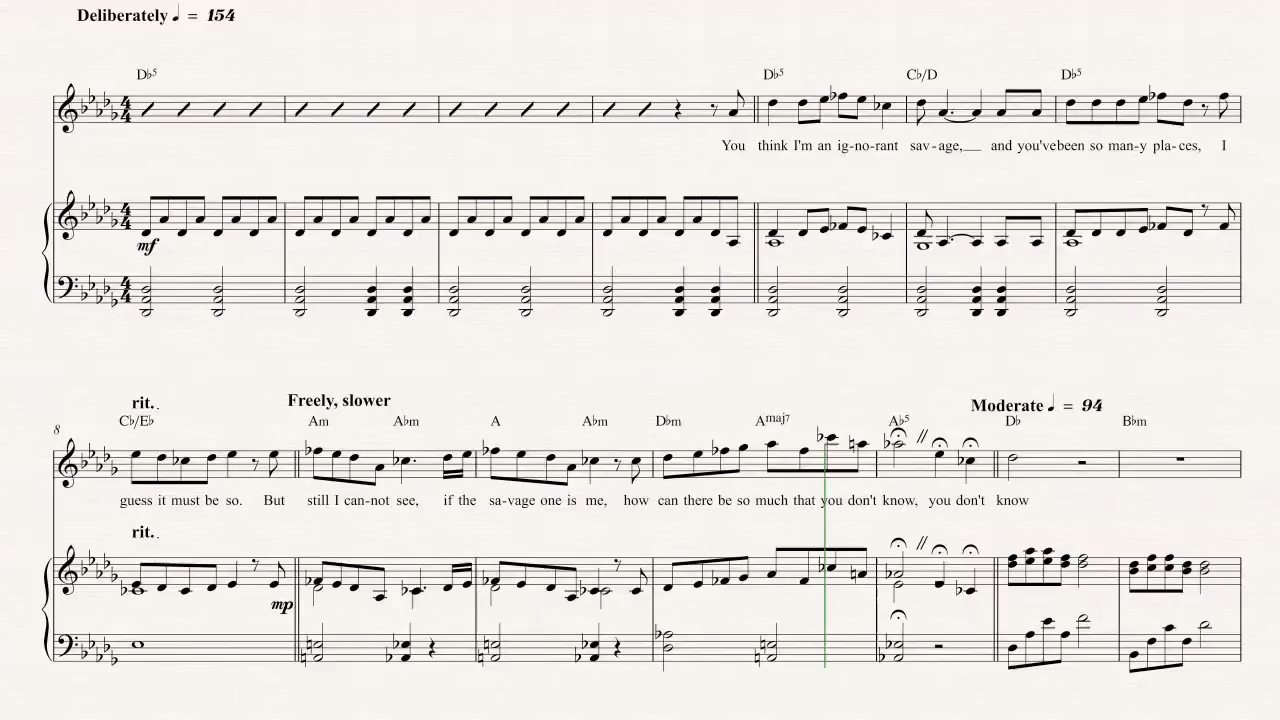 Deliberately ♩ = 154
D♭5 D♭5 C♭/D D♭5
You think I'm an ig-no-rant sav-age,__ and you've been so man-y pla-ces, I
mf
8
rit.
C♭/E♭ Freely, slower Am A♭m A A♭m D♭m Amaj7 A♭5 Moderate ♩ = 94 D♭ B♭m
guess it must be so. But still I can-not see, if the sa-vage one is me, how can there be so much that you don't know, you don't know
rit.
mp